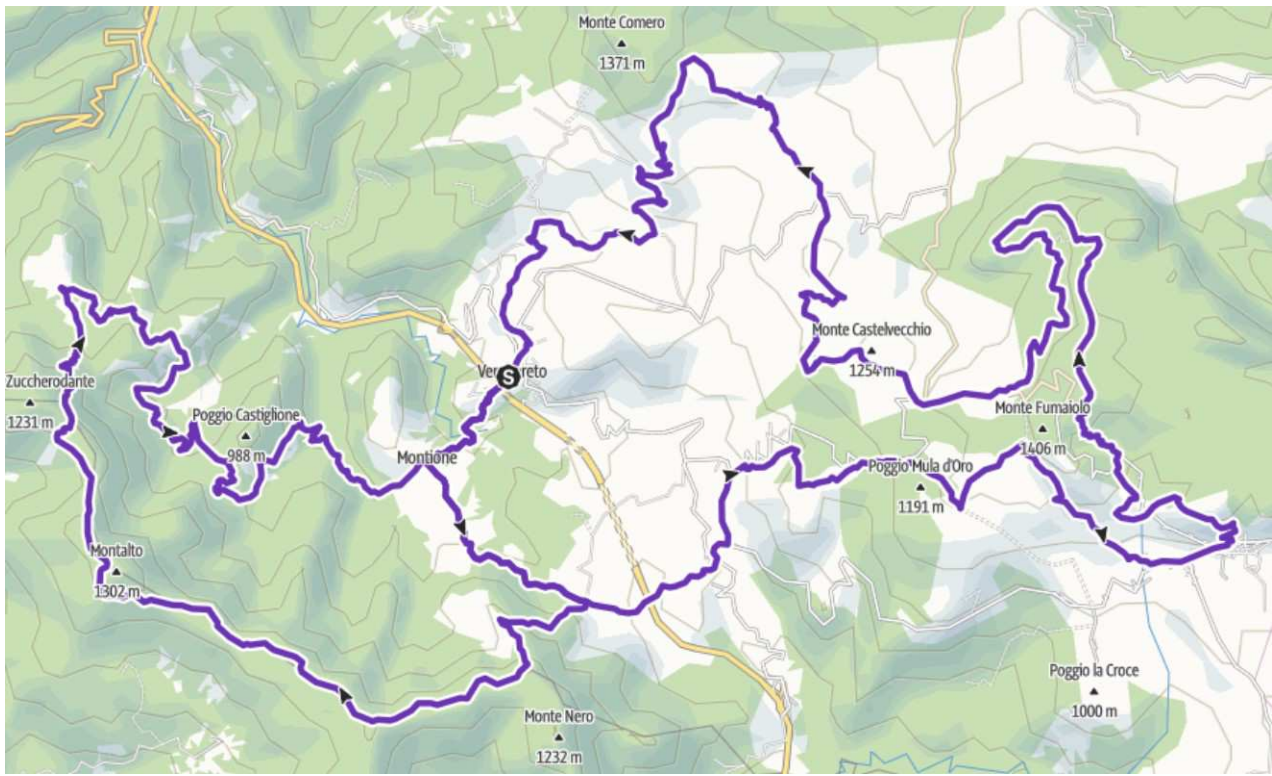 Monte Comero
1371 m
Monte Castelvecchio
1254 m
Zuccherodante
1231 m
S
Poggio Castiglione
988 m
Monte Fumaiolo
1406 m
Montione
Poggio Mula d'Oro
1191 m
Montalto
1302 m
Poggio la Croce
1000 m
Monte Nero
1232 m